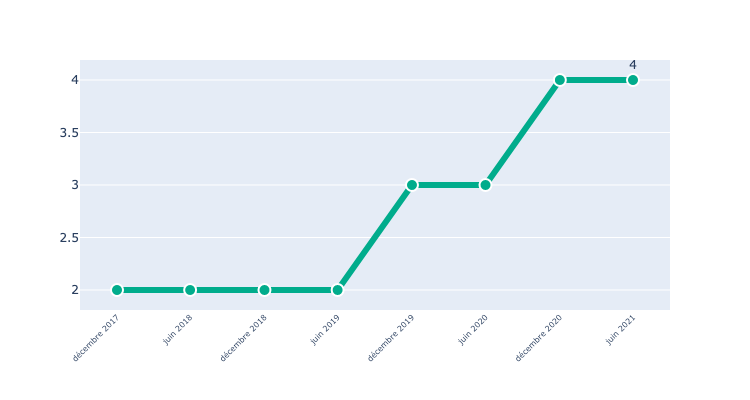 4
4
3.5
3
2.5
2
décembre 2017
juin 2018
décembre 2018
juin 2019
décembre 2019
juin 2020
décembre 2020
juin 2021